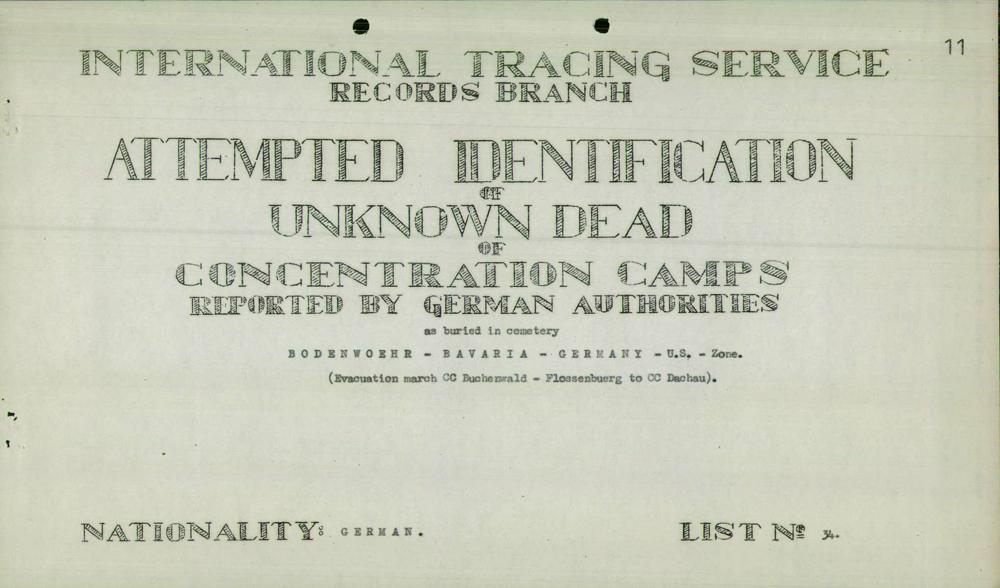 11
INTERNATIONAL TRACING SERVICE
RECORDS BRANCH
ATTEMPTED IDENTIFICATION
OF
UNKNOWN DEAD
OF
CONCENTRATION CAMPS
REPORTED BY GERMAN AUTHORITIES
as buried in cemetery
BODENWOEHR - BAVARIA - GERMANY - U.S. - Zone.
(Evacuation march CC Buchenwald - Flossenbuerg to CC Dachau).
NATIONALITY: GERMAN. LIST Nº 34.